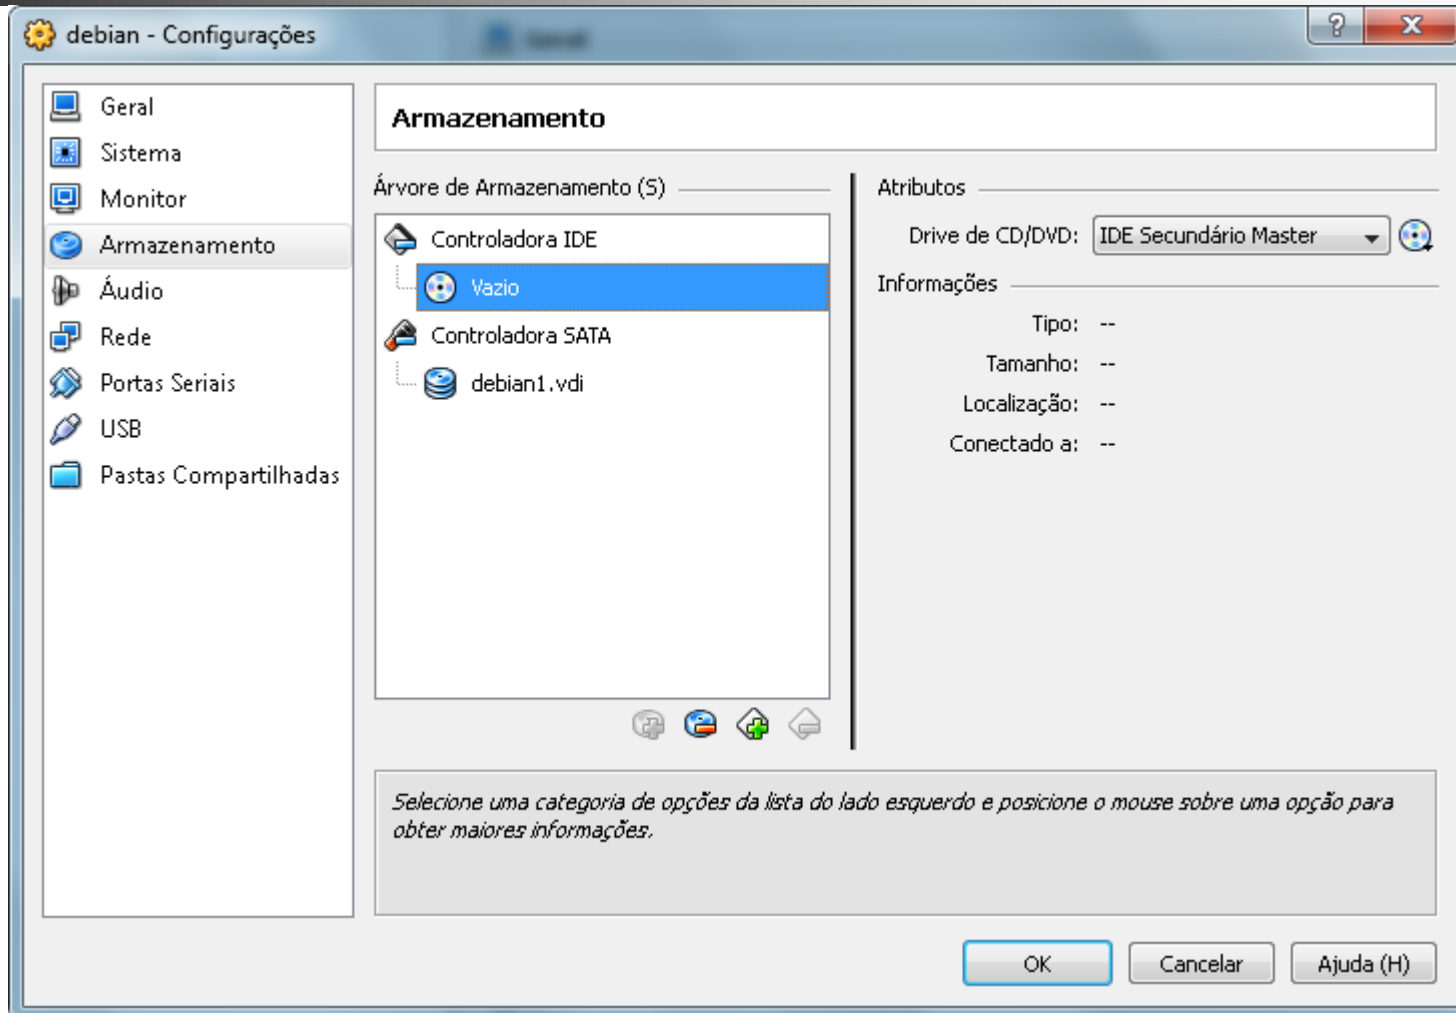 debian - Configurações
Geral
Geral
Sistema
Monitor
Armazenamento
Áudio
Rede
Portas Seriais
USB
Pastas Compartilhadas
Armazenamento
Árvore de Armazenamento (S)
Controladora IDE
Vazio
Controladora SATA
debian1.vdi
Atributos
Drive de CD/DVD: IDE Secundário Master
Informações
Tipo: --
Tamanho: --
Localização: --
Conectado a: --
Selecione uma categoria de opções da lista do lado esquerdo e posicione o mouse sobre uma opção para
obter maiores informações.
OK Cancelar Ajuda (H)